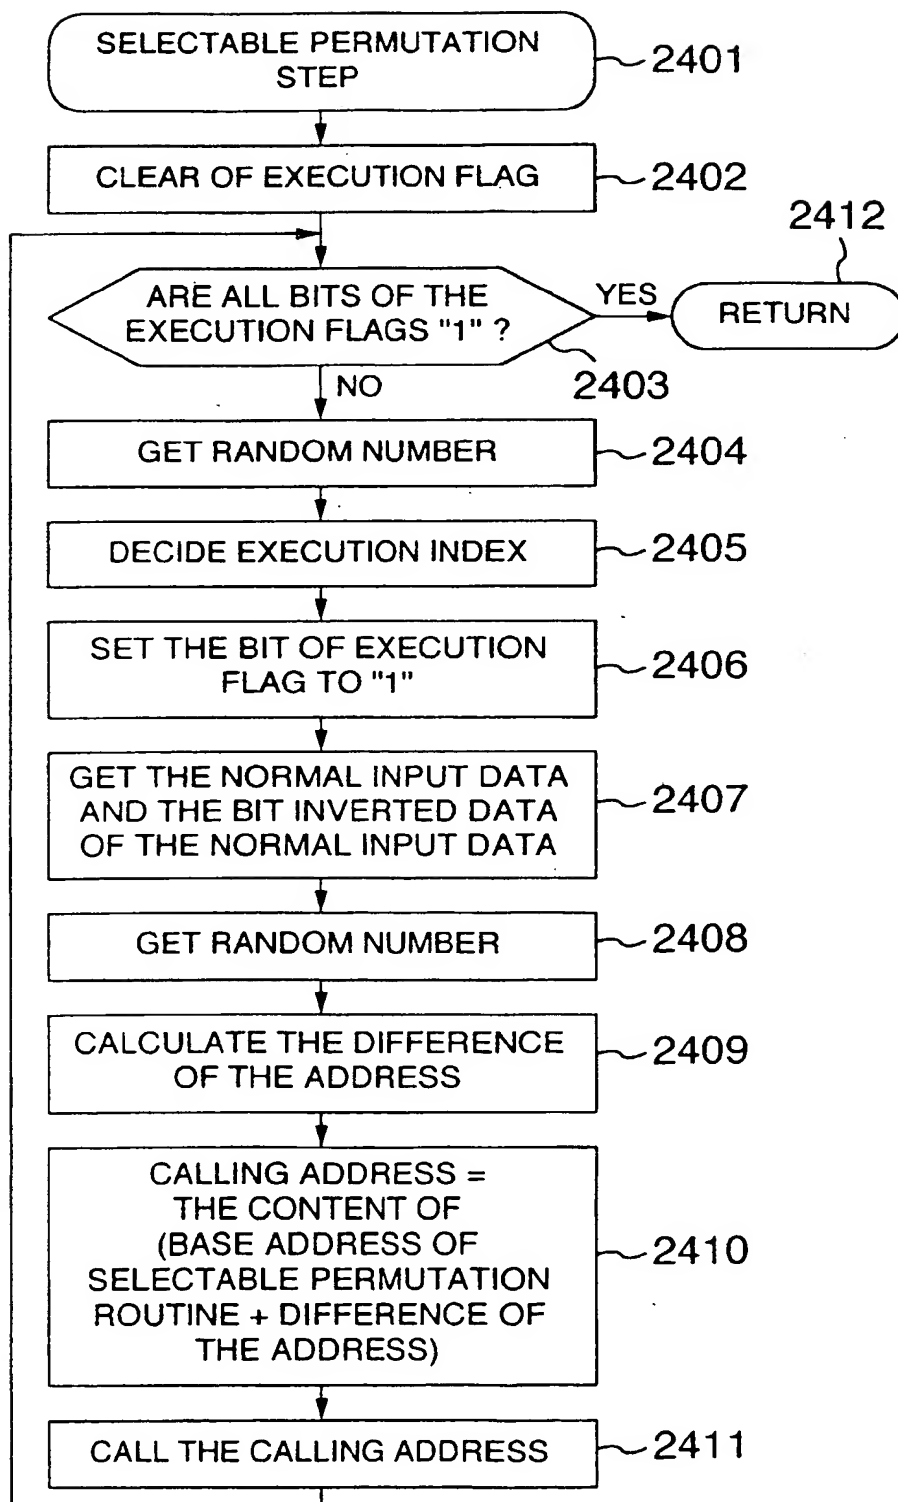 SELECTABLE PERMUTATION
STEP
2401
CLEAR OF EXECUTION FLAG
2402
2412
ARE ALL BITS OF THE
EXECUTION FLAGS "1" ?
YES
RETURN
2403
NO
GET RANDOM NUMBER
2404
DECIDE EXECUTION INDEX
2405
SET THE BIT OF EXECUTION
FLAG TO "1"
2406
GET THE NORMAL INPUT DATA
AND THE BIT INVERTED DATA
OF THE NORMAL INPUT DATA
2407
GET RANDOM NUMBER
2408
CALCULATE THE DIFFERENCE
OF THE ADDRESS
2409
CALLING ADDRESS =
THE CONTENT OF
(BASE ADDRESS OF
SELECTABLE PERMUTATION
ROUTINE + DIFFERENCE OF
THE ADDRESS)
2410
CALL THE CALLING ADDRESS
2411